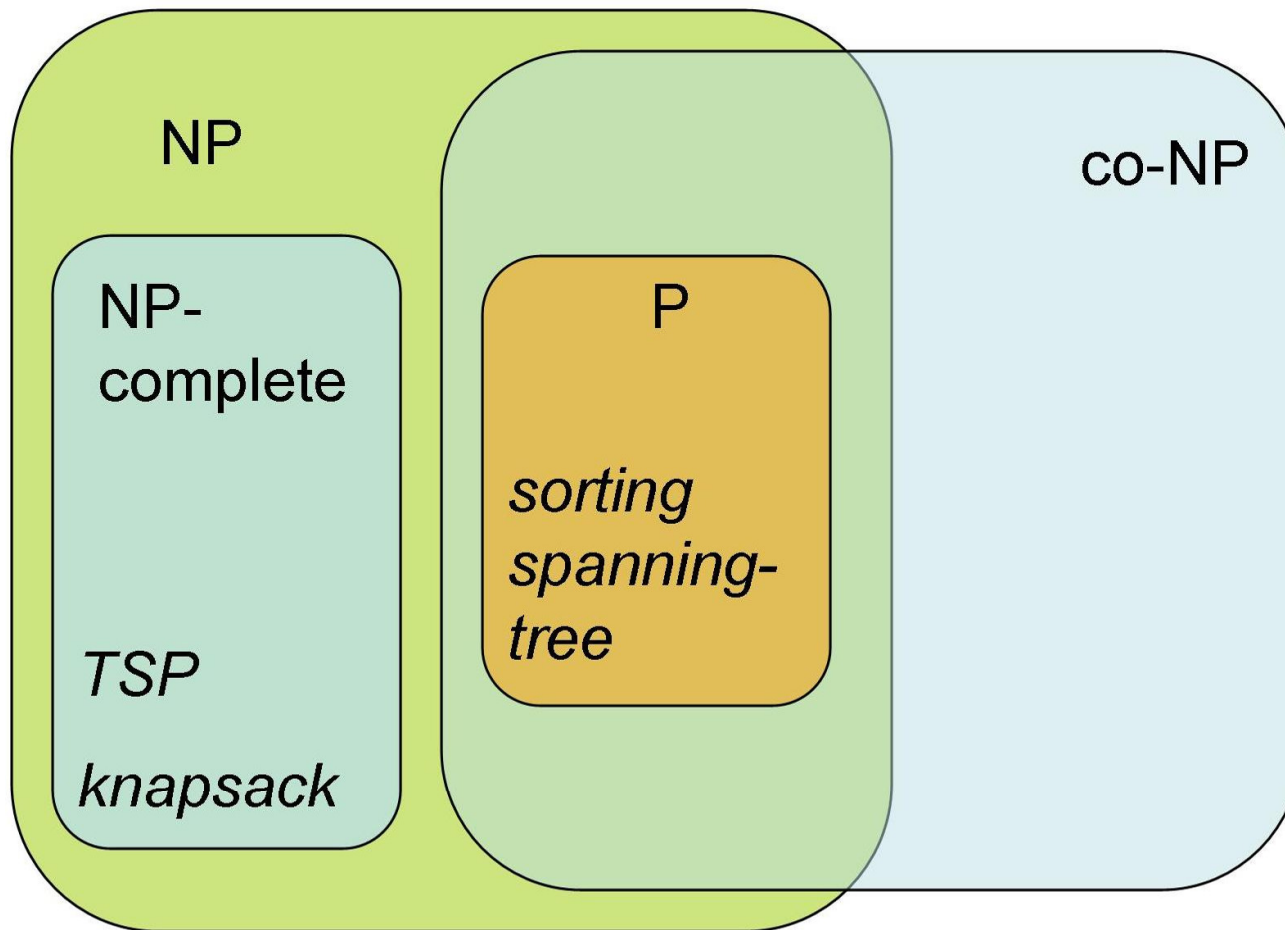 NP
co-NP
NP-
complete
P
sorting
spanning-
tree
TSP
knapsack